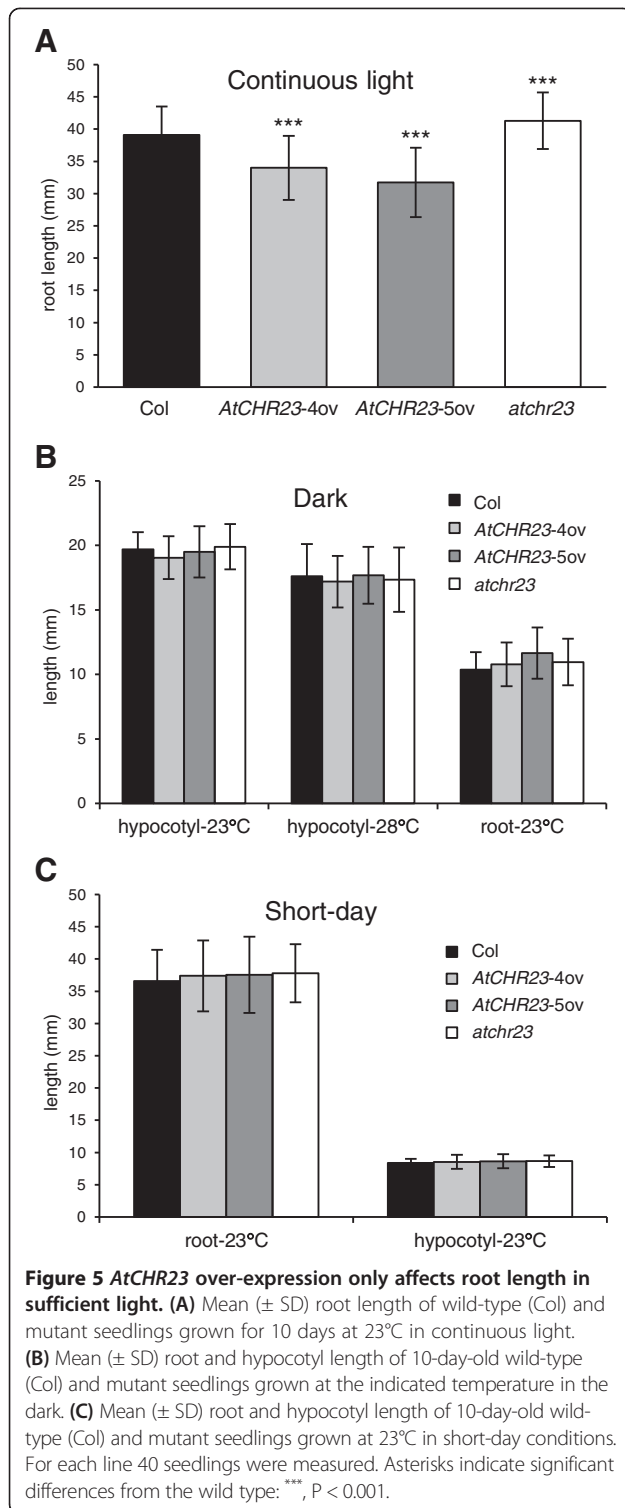 A
Continuous light
50
45
40
35
30
25
20
15
10
5
0
root length (mm)
***
***
***
Col
AtCHR23-4ov
AtCHR23-5ov
atchr23
B
Dark
25
20
15
10
5
0
length (mm)
Col
AtCHR23-4ov
AtCHR23-5ov
atchr23
hypocotyl-23°C
hypocotyl-28°C
root-23°C
C
Short-day
50
45
40
35
30
25
20
15
10
5
0
length (mm)
Col
AtCHR23-4ov
AtCHR23-5ov
atchr23
root-23°C
hypocotyl-23°C
Figure 5 AtCHR23 over-expression only affects root length in
sufficient light. (A) Mean (± SD) root length of wild-type (Col) and
mutant seedlings grown for 10 days at 23°C in continuous light.
(B) Mean (± SD) root and hypocotyl length of 10-day-old wild-type
(Col) and mutant seedlings grown at the indicated temperature in the
dark. (C) Mean (± SD) root and hypocotyl length of 10-day-old wild-
type (Col) and mutant seedlings grown at 23°C in short-day conditions.
For each line 40 seedlings were measured. Asterisks indicate significant
differences from the wild type: ***, P < 0.001.